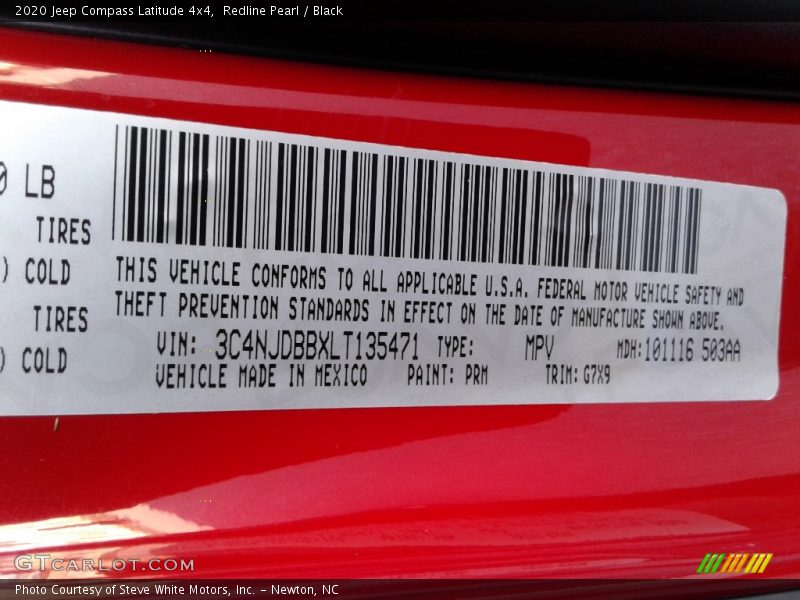 2020 Jeep Compass Latitude 4x4,  Redline Pearl / Black
0 LB
TIRES
) COLD
TIRES
) COLD
THIS VEHICLE CONFORMS TO ALL APPLICABLE U.S.A. FEDERAL MOTOR VEHICLE SAFETY AND
THEFT PREVENTION STANDARDS IN EFFECT ON THE DATE OF MANUFACTURE SHOWN ABOVE.
VIN: 3C4NJDBBXLT135471 TYPE: MPV MDH:101116 503AA
VEHICLE MADE IN MEXICO PAINT: PRM TRIM: G7X9
GTCARLOT.COM
Photo Courtesy of Steve White Motors, Inc. – Newton, NC